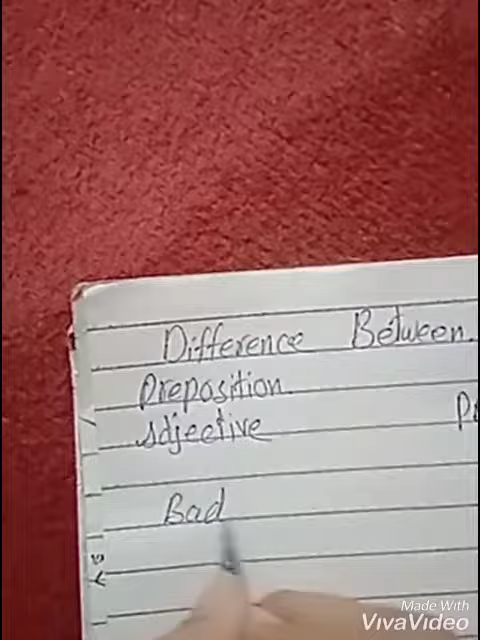 Difference Between
Preposition
Adjective
Bad
Made With
VivaVideo